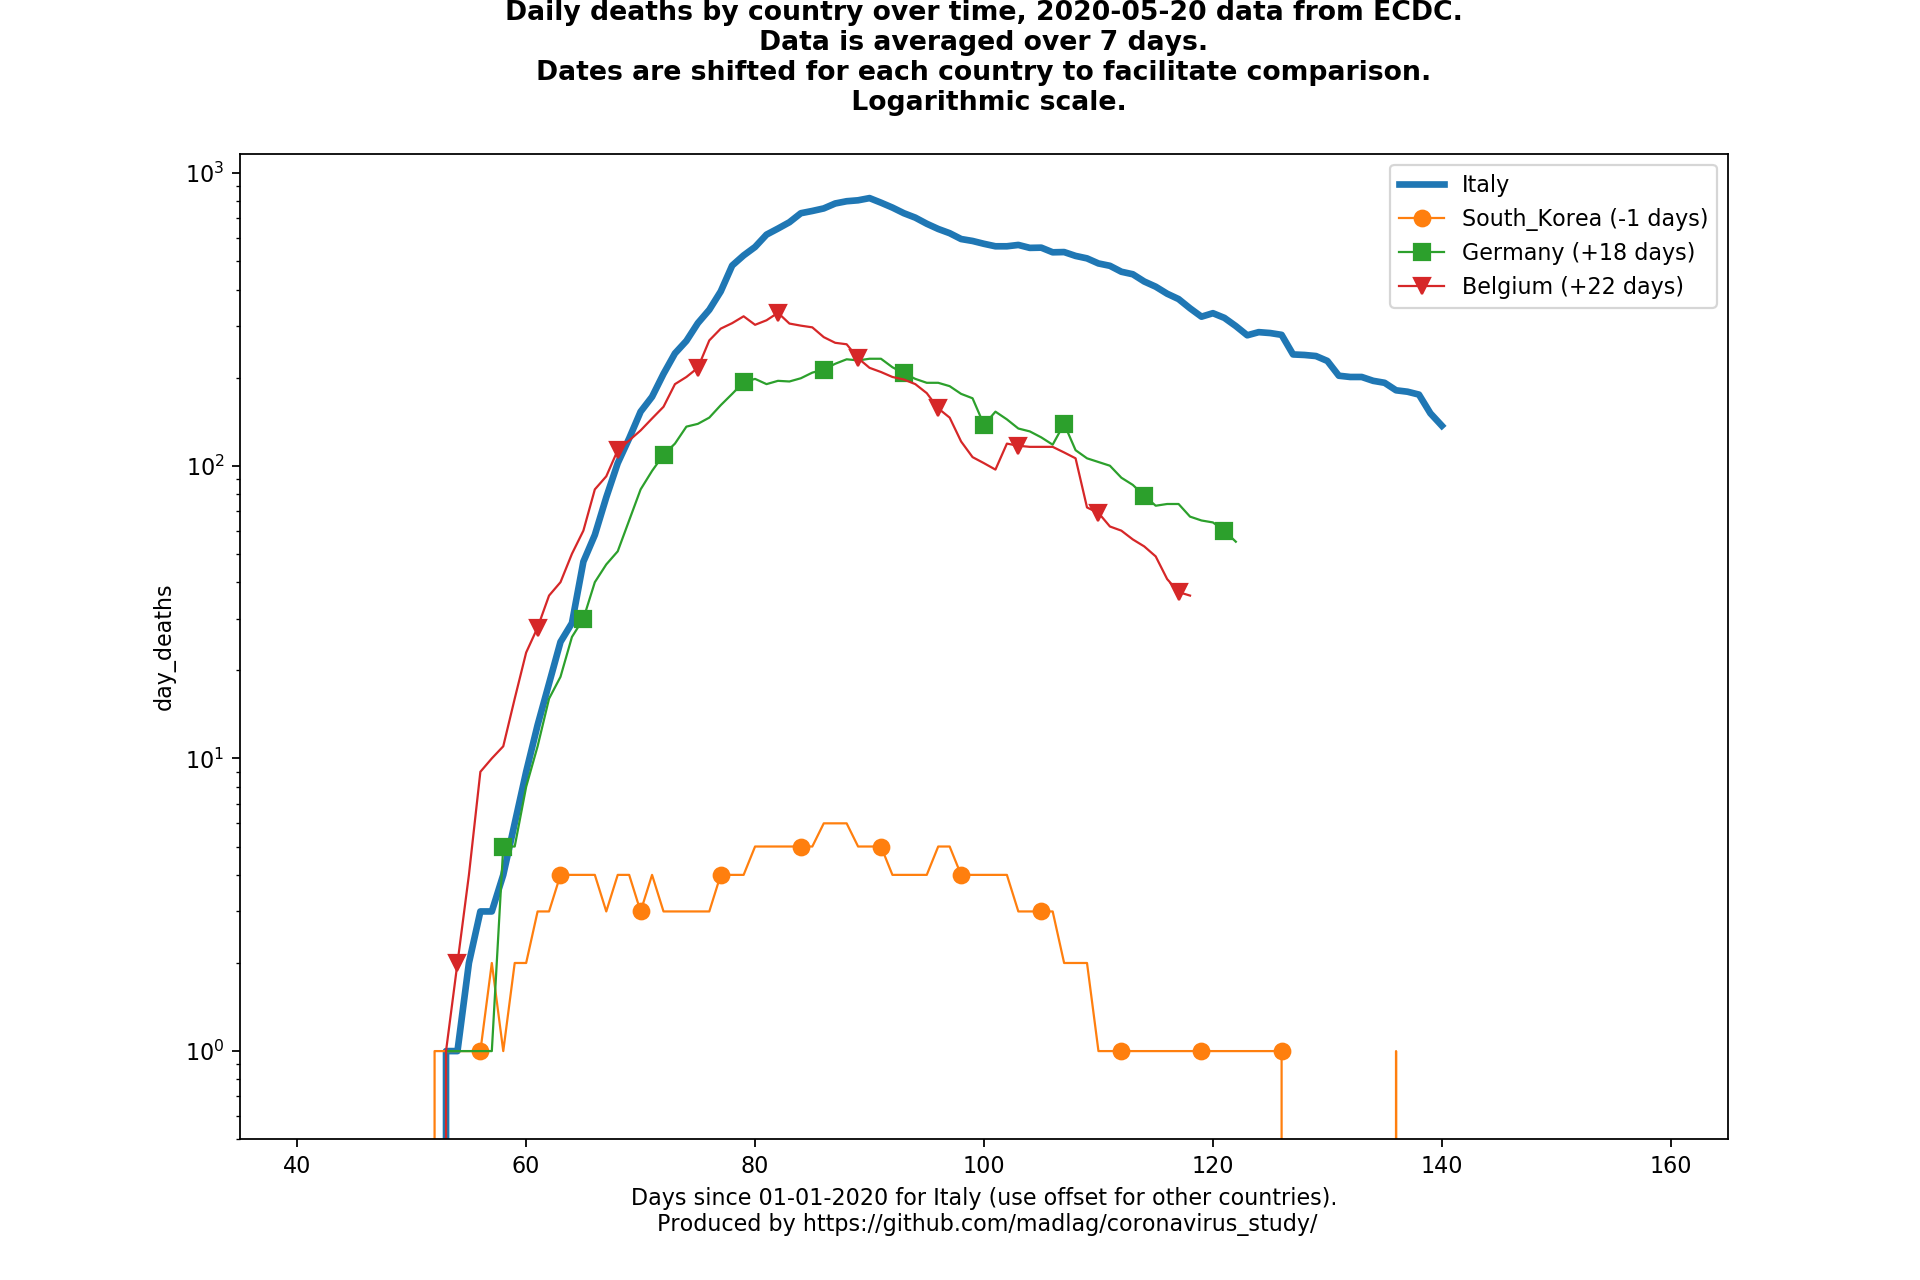 Daily deaths by country over time, 2020-05-20 data from ECDC.
Data is averaged over 7 days.
Dates are shifted for each country to facilitate comparison.
Logarithmic scale.
10³
10²
10¹
10⁰
day_deaths
Italy
South_Korea (-1 days)
Germany (+18 days)
Belgium (+22 days)
40 60 80 100 120 140 160
Days since 01-01-2020 for Italy (use offset for other countries).
Produced by https://github.com/madlag/coronavirus_study/